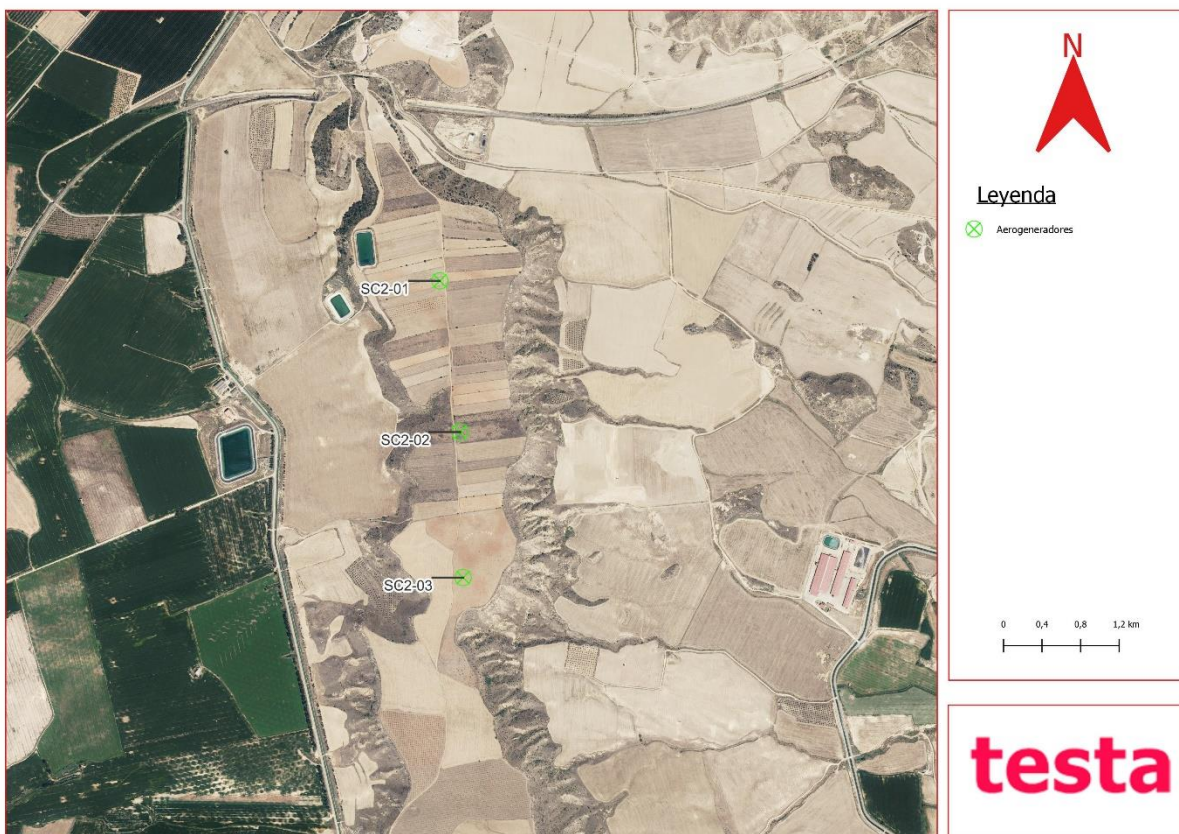 SC2-01
SC2-02
SC2-03
N
Leyenda
Aerogeneradores
0 0,4 0,8 1,2 km
testa